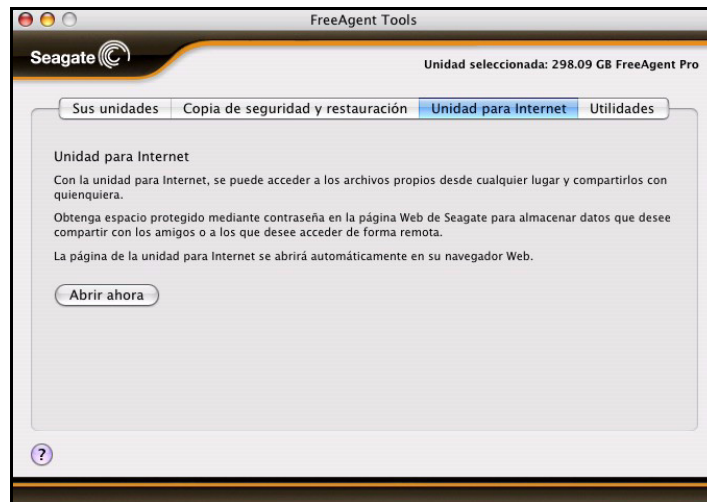 FreeAgent Tools
Seagate
Unidad seleccionada: 298.09 GB FreeAgent Pro
Sus unidades Copia de seguridad y restauración Unidad para Internet Utilidades
Unidad para Internet
Con la unidad para Internet, se puede acceder a los archivos propios desde cualquier lugar y compartirlos con
quienquiera.
Obtenga espacio protegido mediante contraseña en la página Web de Seagate para almacenar datos que desee
compartir con los amigos o a los que desee acceder de forma remota.
La página de la unidad para Internet se abrirá automáticamente en su navegador Web.
Abrir ahora
?